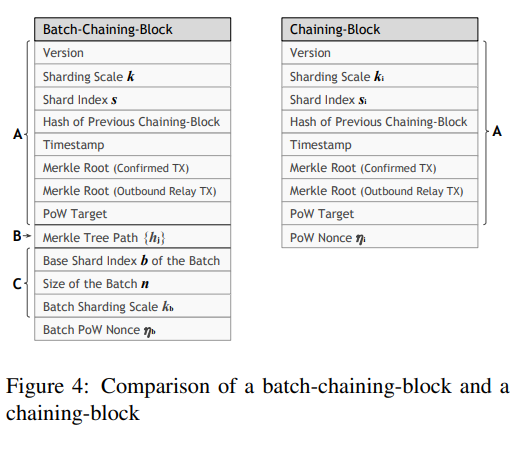 Batch-Chaining-Block
Version
Sharding Scale k
Shard Index s
Hash of Previous Chaining-Block
Timestamp
Merkle Root (Confirmed TX)
Merkle Root (Outbound Relay TX)
PoW Target
Merkle Tree Path {hj}
Base Shard Index b of the Batch
Size of the Batch n
Batch Sharding Scale kb
Batch PoW Nonce ηb
A
B
C
Chaining-Block
Version
Sharding Scale ki
Shard Index si
Hash of Previous Chaining-Block
Timestamp
Merkle Root (Confirmed TX)
Merkle Root (Outbound Relay TX)
PoW Target
PoW Nonce ηi
A
Figure 4: Comparison of a batch-chaining-block and a
chaining-block